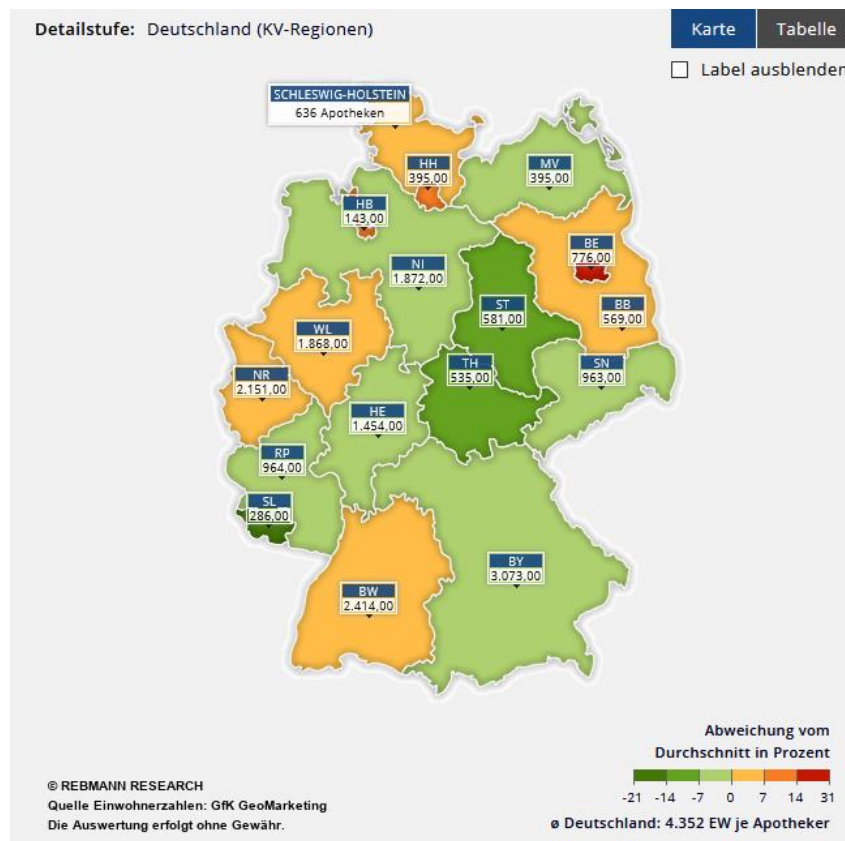 Detailstufe: Deutschland (KV-Regionen)
Karte
Tabelle
Label ausblenden
SCHLESWIG-HOLSTEIN
636 Apotheken
HH
395,00
MV
395,00
HB
143,00
BE
776,00
NI
1.872,00
ST
581,00
BB
569,00
WL
1.868,00
TH
535,00
SN
963,00
NR
2.151,00
HE
1.454,00
RP
964,00
SL
286,00
BY
3.073,00
BW
2.414,00
Abweichung vom
Durchschnitt in Prozent
-21 -14 -7 0 7 14 31
ø Deutschland: 4.352 EW je Apotheker
© REBMANN RESEARCH
Quelle Einwohnerzahlen: GfK GeoMarketing
Die Auswertung erfolgt ohne Gewähr.